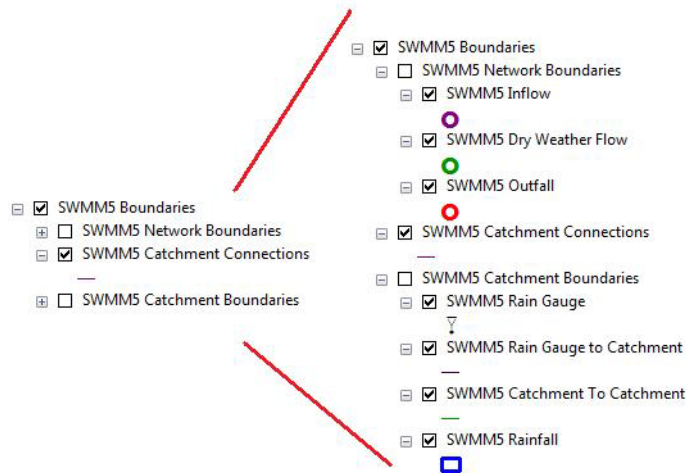 SWMM5 Boundaries
SWMM5 Network Boundaries
SWMM5 Catchment Connections
SWMM5 Catchment Boundaries
SWMM5 Boundaries
SWMM5 Network Boundaries
SWMM5 Inflow
SWMM5 Dry Weather Flow
SWMM5 Outfall
SWMM5 Catchment Connections
SWMM5 Catchment Boundaries
SWMM5 Rain Gauge
SWMM5 Rain Gauge to Catchment
SWMM5 Catchment To Catchment
SWMM5 Rainfall